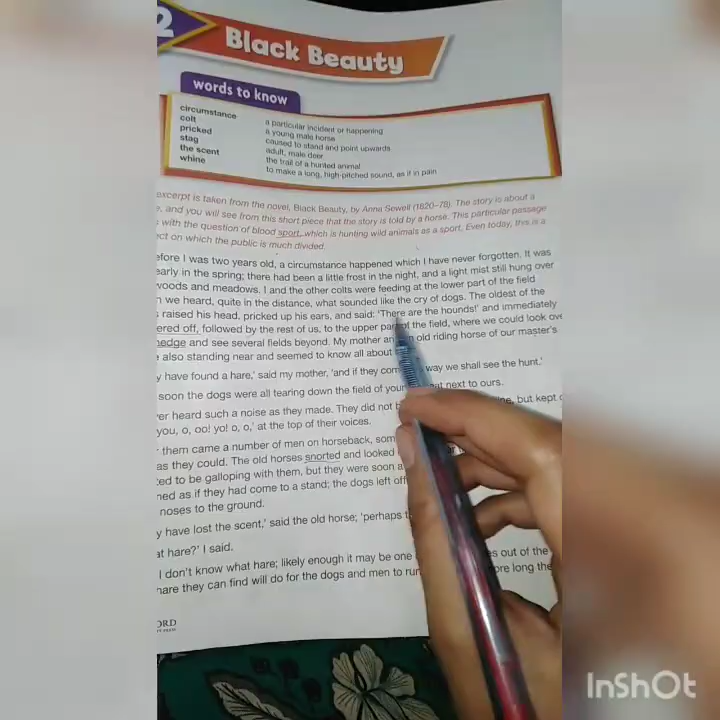 2
Black Beauty
words to know
circumstance a particular incident or happening
colt a young male horse
pricked caused to stand and point upwards
stag adult, male deer
the scent the trail of a hunted animal
whine to make a long, high-pitched sound, as if in pain
excerpt is taken from the novel, Black Beauty, by Anna Sewell (1820–78). The story is about a
and you will see from this short piece that the story is told by a horse. This particular passage
with the question of blood sport, which is hunting wild animals as a sport. Even today, this is a
on which the public is much divided.
I was two years old, a circumstance happened which I have never forgotten. It was
early in the spring; there had been a little frost in the night, and a light mist still hung over
woods and meadows. I and the other colts were feeding at the lower part of the field
we heard, quite in the distance, what sounded like the cry of dogs. The oldest of the
raised his head, pricked up his ears, and said: ‘There are the hounds!’ and immediately
ered off, followed by the rest of us, to the upper part of the field, where we could look ove
hedge and see several fields beyond. My mother an old riding horse of our master's
also standing near and seemed to know all about
y have found a hare,’ said my mother, ‘and if they com way we shall see the hunt.’
soon the dogs were all tearing down the field of your at next to ours.
er heard such a noise as they made. They did not but kept
you, o, oo! yo! o, o,’ at the top of their voices.
them came a number of men on horseback, som
as they could. The old horses snorted and looked
ed to be galloping with them, but they were soon a
ned as if they had come to a stand; the dogs left off
noses to the ground.
y have lost the scent,’ said the old horse; ‘perhaps
at hare?’ I said.
I don't know what hare; likely enough it may be one es out of the
hare they can find will do for the dogs and men to run ore long the
ORD
InShOt